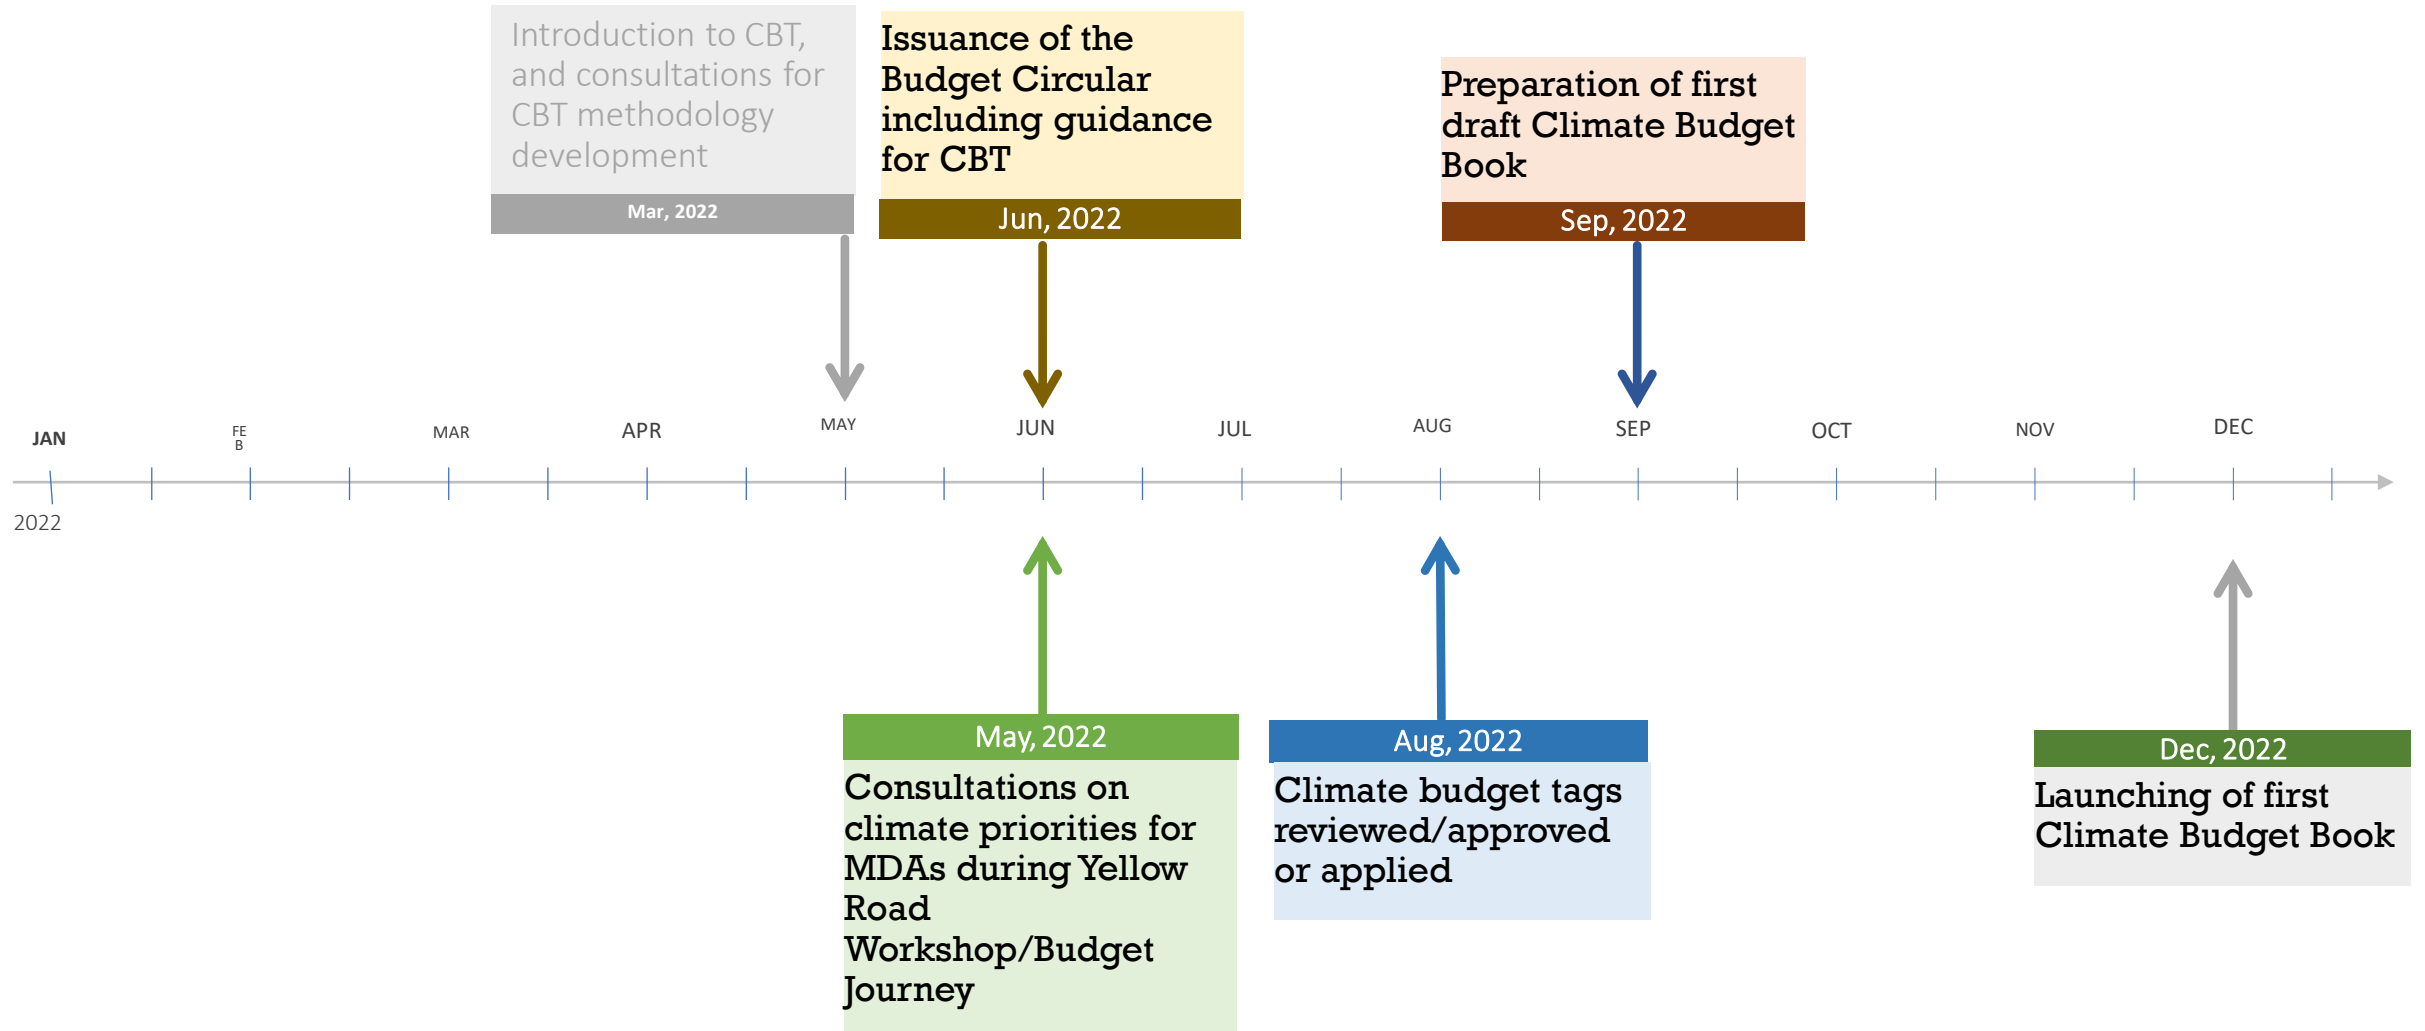 Introduction to CBT,
and consultations for
CBT methodology
development
Mar, 2022
Issuance of the
Budget Circular
including guidance
for CBT
Jun, 2022
Preparation of first
draft Climate Budget
Book
Sep, 2022
JAN
FE
B
MAR
APR
MAY
JUN
JUL
AUG
SEP
OCT
NOV
DEC
2022
May, 2022
Consultations on
climate priorities for
MDAs during Yellow
Road
Workshop/Budget
Journey
Aug, 2022
Climate budget tags
reviewed/approved
or applied
Dec, 2022
Launching of first
Climate Budget Book